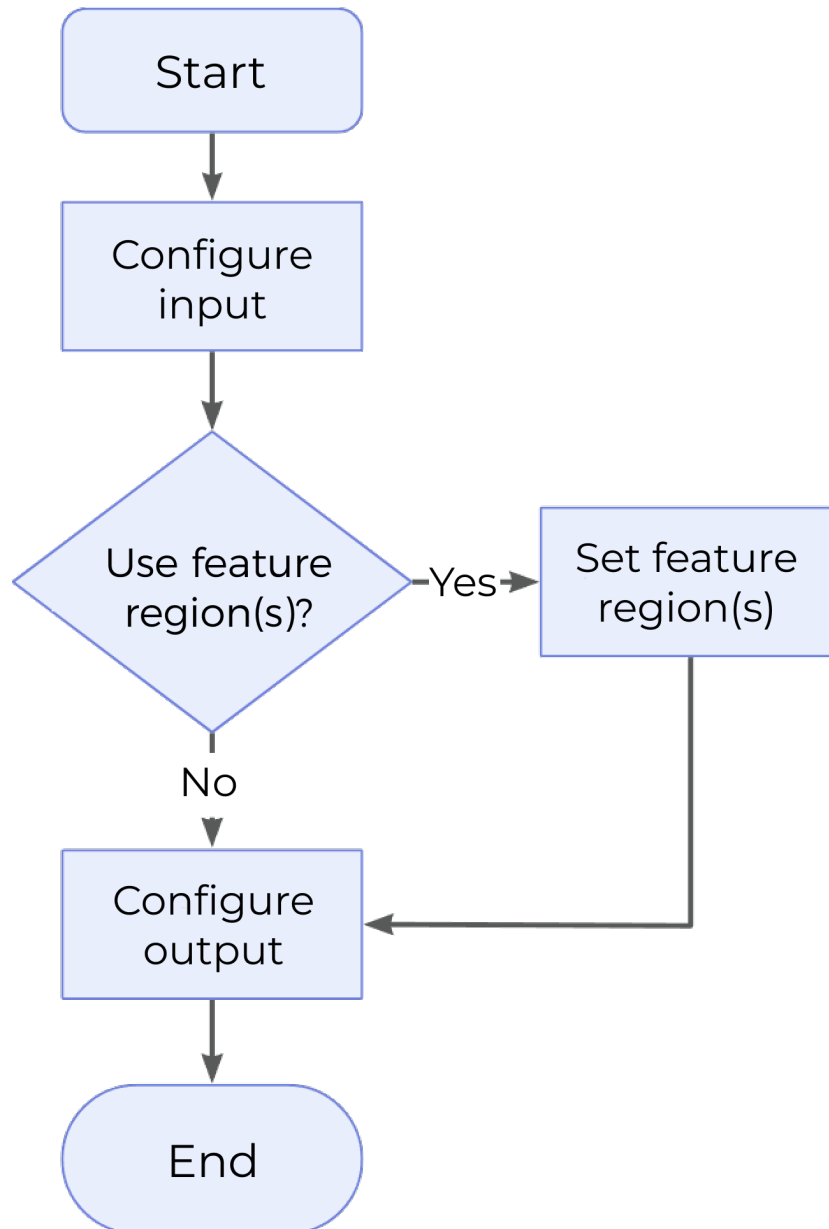 Start
Configure
input
Use feature
region(s)?
Yes
Set feature
region(s)
No
Configure
output
End